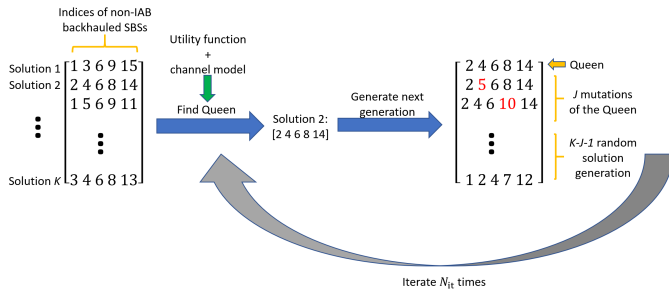 Indices of non-IAB
backhauled SBSs
Solution 1
1 3 6 9 15
Solution 2
2 4 6 8 14
1 5 6 9 11
Solution K
3 4 6 8 13
Utility function
+
channel model
Find Queen
Solution 2:
[2 4 6 8 14]
Generate next
generation
2 4 6 8 14
2 5 6 8 14
2 4 6 10 14
1 2 4 7 12
Queen
J mutations
of the Queen
K-J-1 random
solution
generation
Iterate N_it times